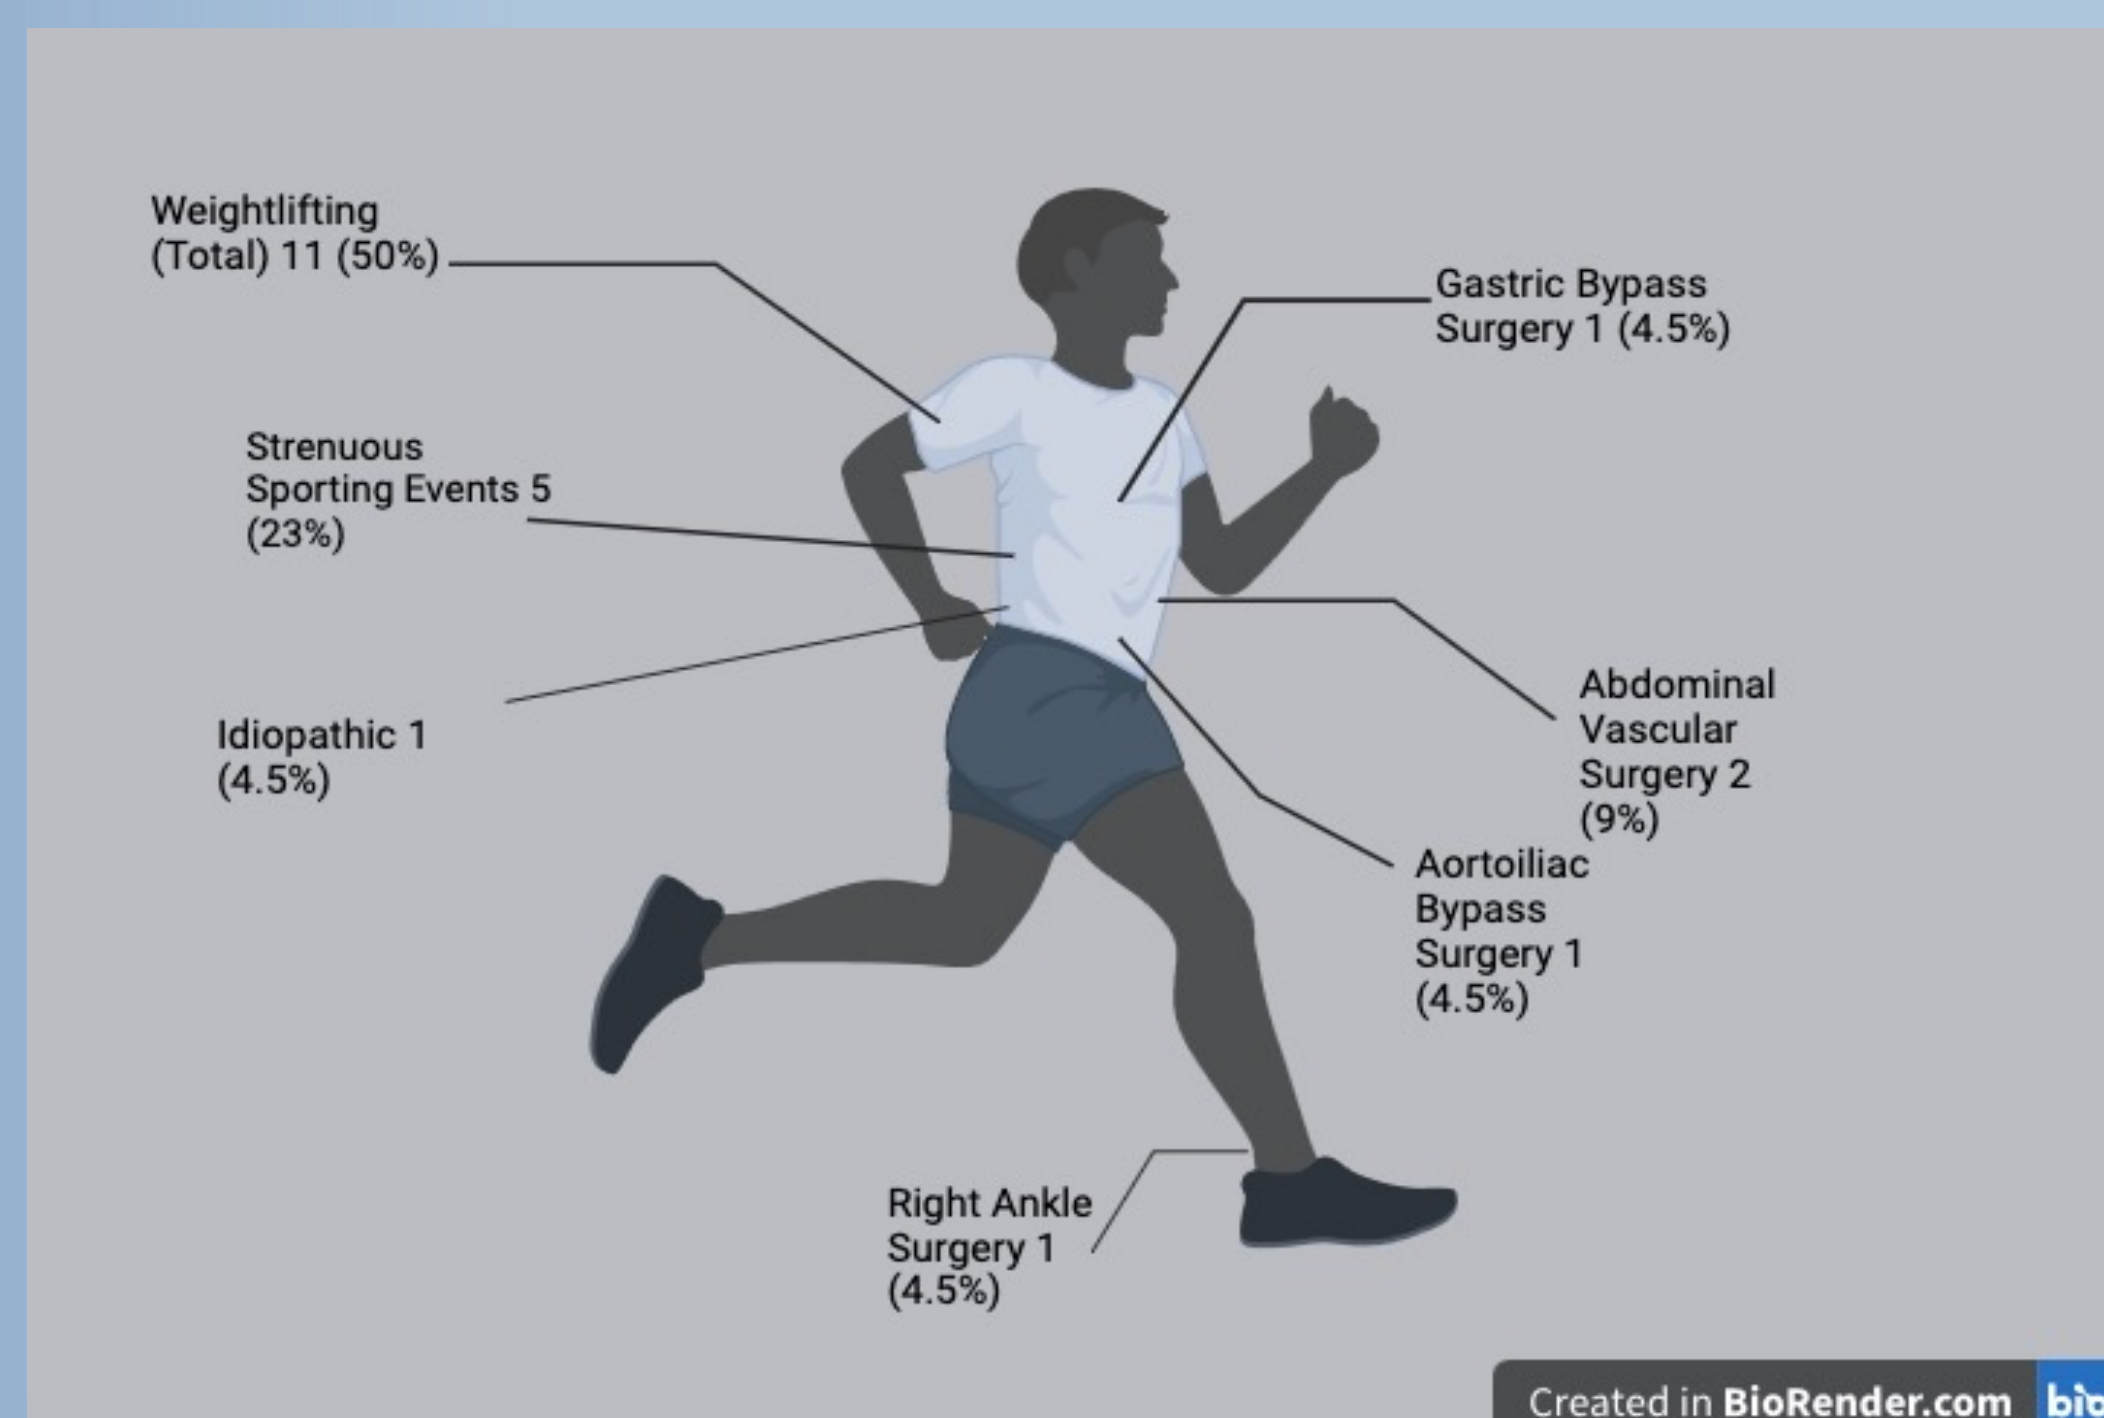 Weightlifting
(Total) 11 (50%)
Gastric Bypass
Surgery 1 (4.5%)
Strenuous
Sporting Events 5
(23%)
Idiopathic 1
(4.5%)
Abdominal
Vascular
Surgery 2
(9%)
Aortoiliac
Bypass
Surgery 1
(4.5%)
Right Ankle
Surgery 1
(4.5%)
Created in BioRender.com